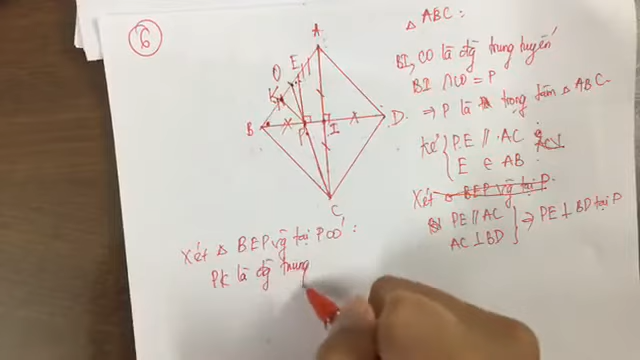 6
△ ABC:
BI, CO là đg trung tuyến
BI ∩ CO = P
⇒ P là trọng tâm △ ABC.
Kẻ { PE // AC
E ∈ AB
Xét △ BEP vg tại P.
PE // AC
AC ⊥ BD } ⇒ PE ⊥ BD tại P
A
O E
K
B P I D
C
Xét △ BEP vg tại P có:
PK là đg trung